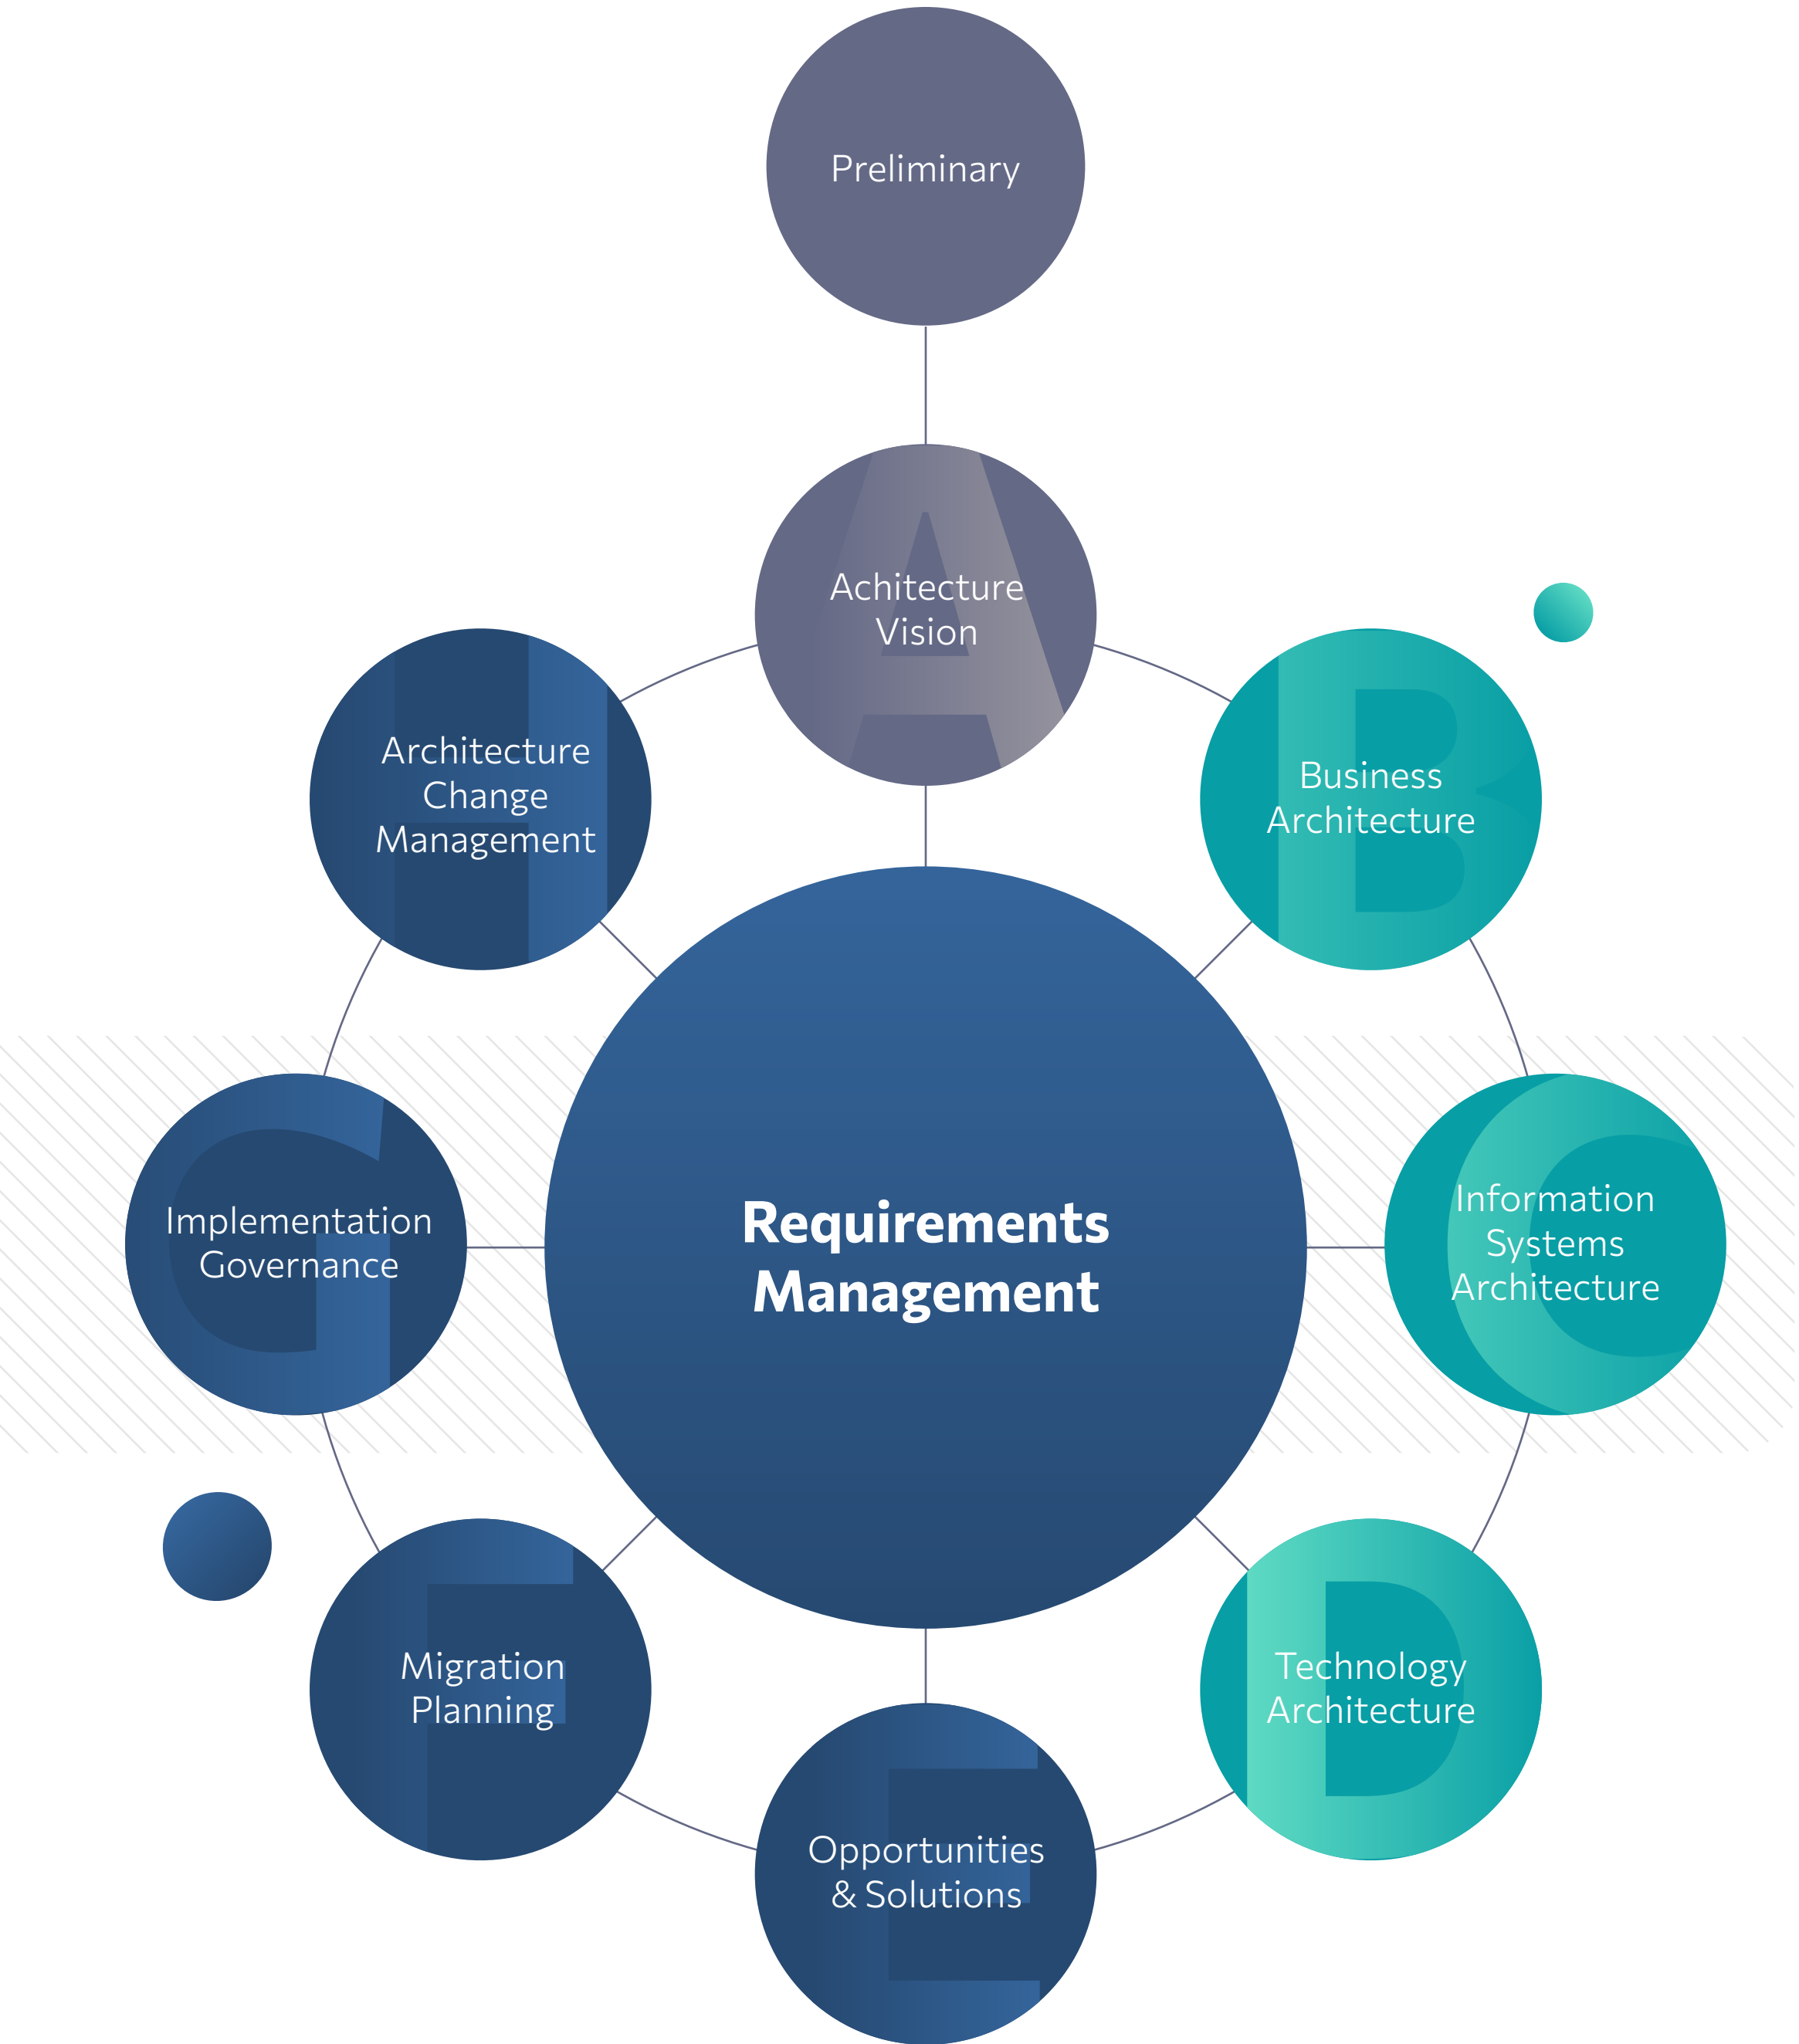 Preliminary
A
Achitecture
Vision
B
Business
Architecture
C
Information
Systems
Architecture
D
Technology
Architecture
E
Opportunities
& Solutions
F
Migration
Planning
G
Implementation
Governance
H
Architecture
Change
Management
Requirements
Management